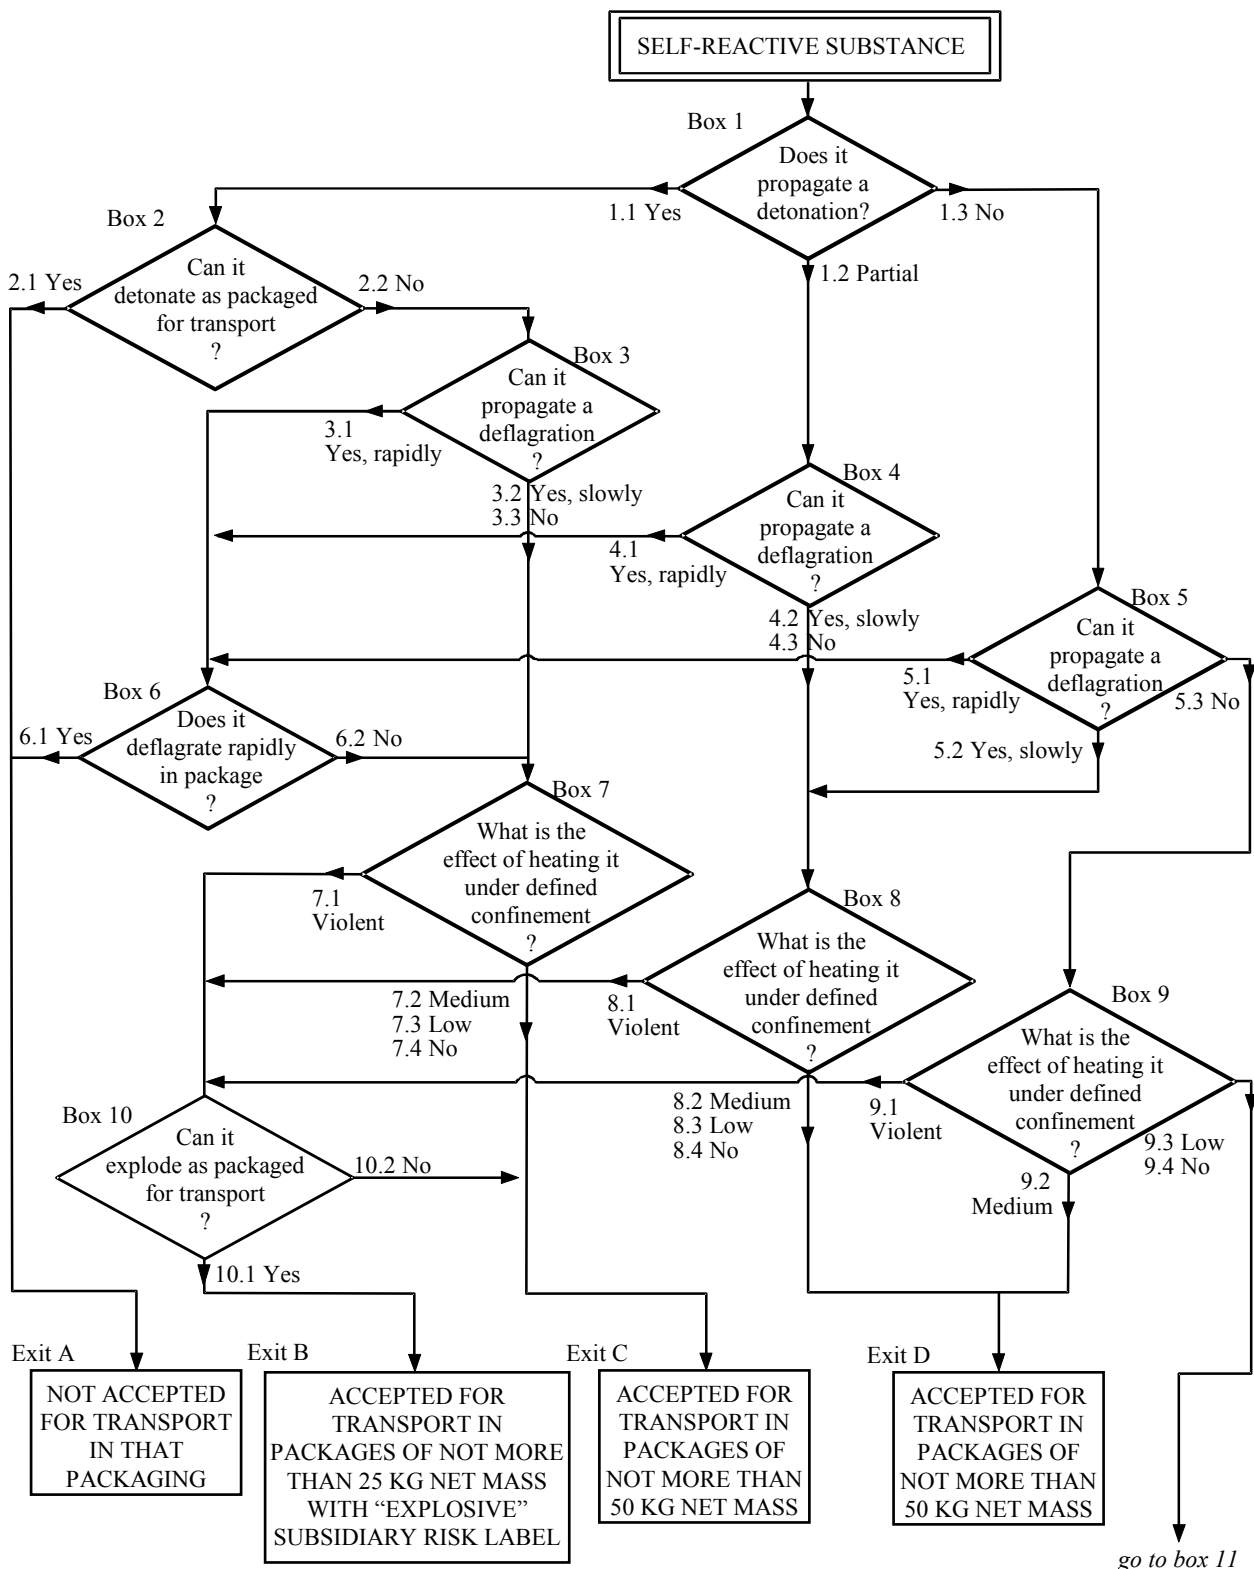 SELF-REACTIVE SUBSTANCE
Box 1
Does it
propagate a
detonation?
1.1 Yes
1.3 No
1.2 Partial
Box 2
Can it
detonate as packaged
for transport
?
2.1 Yes
2.2 No
Box 3
Can it
propagate a
deflagration
?
3.1
Yes, rapidly
3.2 Yes, slowly
3.3 No
Box 4
Can it
propagate a
deflagration
?
4.1
Yes, rapidly
4.2 Yes, slowly
4.3 No
Box 5
Can it
propagate a
deflagration
?
5.1
Yes, rapidly
5.3 No
5.2 Yes, slowly
Box 6
Does it
deflagrate rapidly
in package
?
6.1 Yes
6.2 No
Box 7
What is the
effect of heating it
under defined
confinement
?
7.1
Violent
7.2 Medium
7.3 Low
7.4 No
Box 8
What is the
effect of heating it
under defined
confinement
?
8.1
Violent
8.2 Medium
8.3 Low
8.4 No
Box 9
What is the
effect of heating it
under defined
confinement
?
9.1
Violent
9.3 Low
9.4 No
9.2
Medium
Box 10
Can it
explode as packaged
for transport
?
10.2 No
10.1 Yes
Exit A
NOT ACCEPTED
FOR TRANSPORT
IN THAT
PACKAGING
Exit B
ACCEPTED FOR
TRANSPORT IN
PACKAGES OF NOT MORE
THAN 25 KG NET MASS
WITH “EXPLOSIVE”
SUBSIDIARY RISK LABEL
Exit C
ACCEPTED FOR
TRANSPORT IN
PACKAGES OF
NOT MORE THAN
50 KG NET MASS
Exit D
ACCEPTED FOR
TRANSPORT IN
PACKAGES OF
NOT MORE THAN
50 KG NET MASS
go to box 11